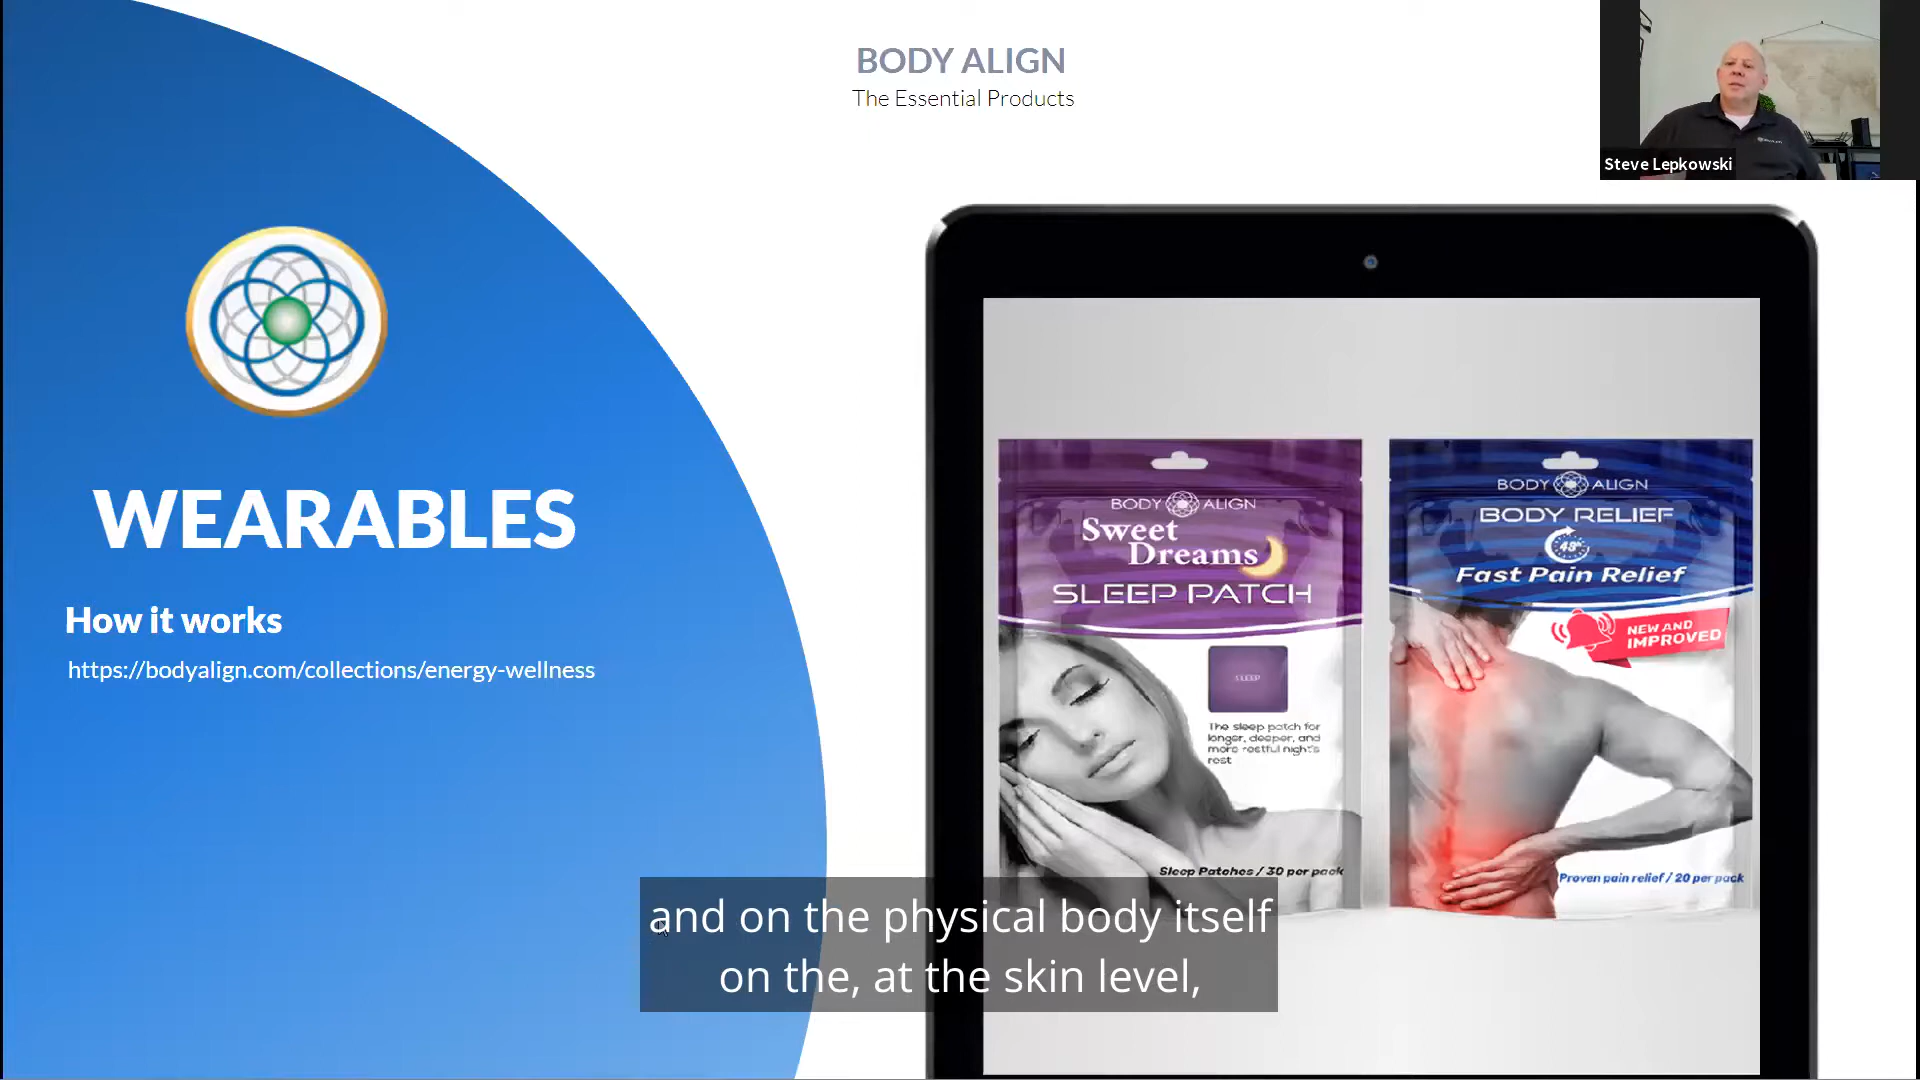 BODY ALIGN
The Essential Products
Steve Lepkowski
WEARABLES
How it works
https://bodyalign.com/collections/energy-wellness
BODY ALIGN
Sweet
Dreams
SLEEP PATCH
SLEEP
The sleep patch for
longer, deeper, and
more restful night's
rest
Sleep Patches / 30 per pack
BODY ALIGN
BODY RELIEF
48
Fast Pain Relief
NEW AND
IMPROVED
Proven pain relief / 20 per pack
and on the physical body itself
on the, at the skin level,